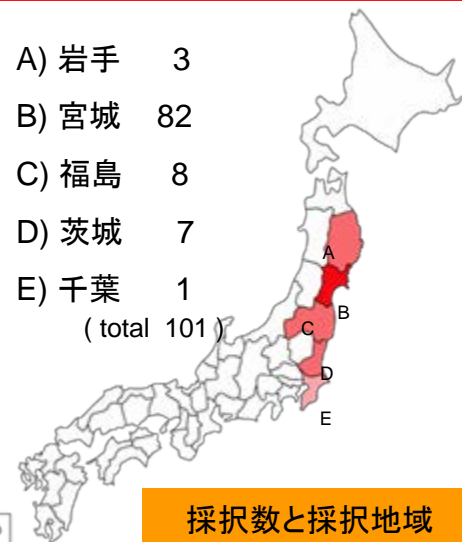 A) 岩手 3
B) 宮城 82
C) 福島 8
D) 茨城 7
E) 千葉 1
( total 101 )
A
B
C
D
E
採択数と採択地域